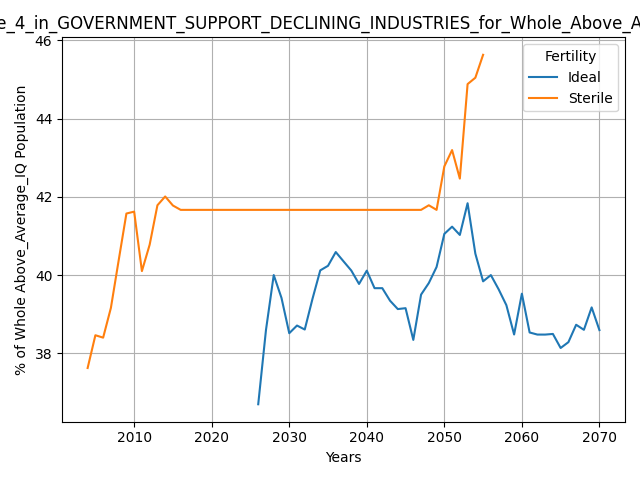 e_4_in_GOVERNMENT_SUPPORT_DECLINING_INDUSTRIES_for_Whole_Above_A
46
44
42
40
38
% of Whole Above_Average_IQ Population
Fertility
Ideal
Sterile
2010 2020 2030 2040 2050 2060 2070
Years